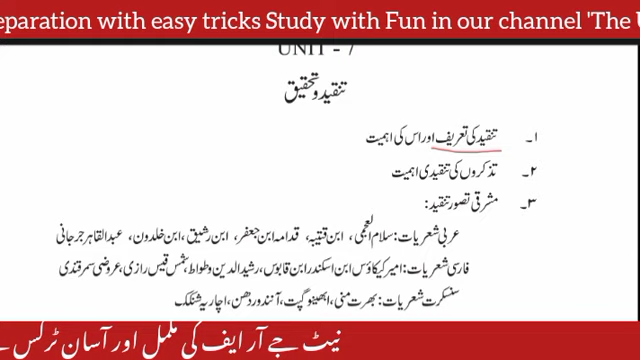 eparation with easy tricks Study with Fun in our channel 'The U
UNIT - 7
تنقید و تحقیق
۱۔ تنقید کی تعریف اور اس کی اہمیت
۲۔ تذکروں کی تنقیدی اہمیت
۳۔ مشرقی تصور تنقید:
عربی شعریات: سلام الجمحی، ابن قتیبہ، قدامہ ابن جعفر، ابن رشیق، ابن خلدون، عبدالقاہر جرجانی
فارسی شعریات: امیر کیکاؤس ابن اسکندر ابن قابوس، رشید الدین وطواط، شمس قیس رازی، عروضی سمرقندی
سنسکرت شعریات: بھرت منی، ابھینو گپت، آنندوردھن، اچاریہ شنکک
نیٹ جے آر ایف کی مکمل اور آسان ٹرکس